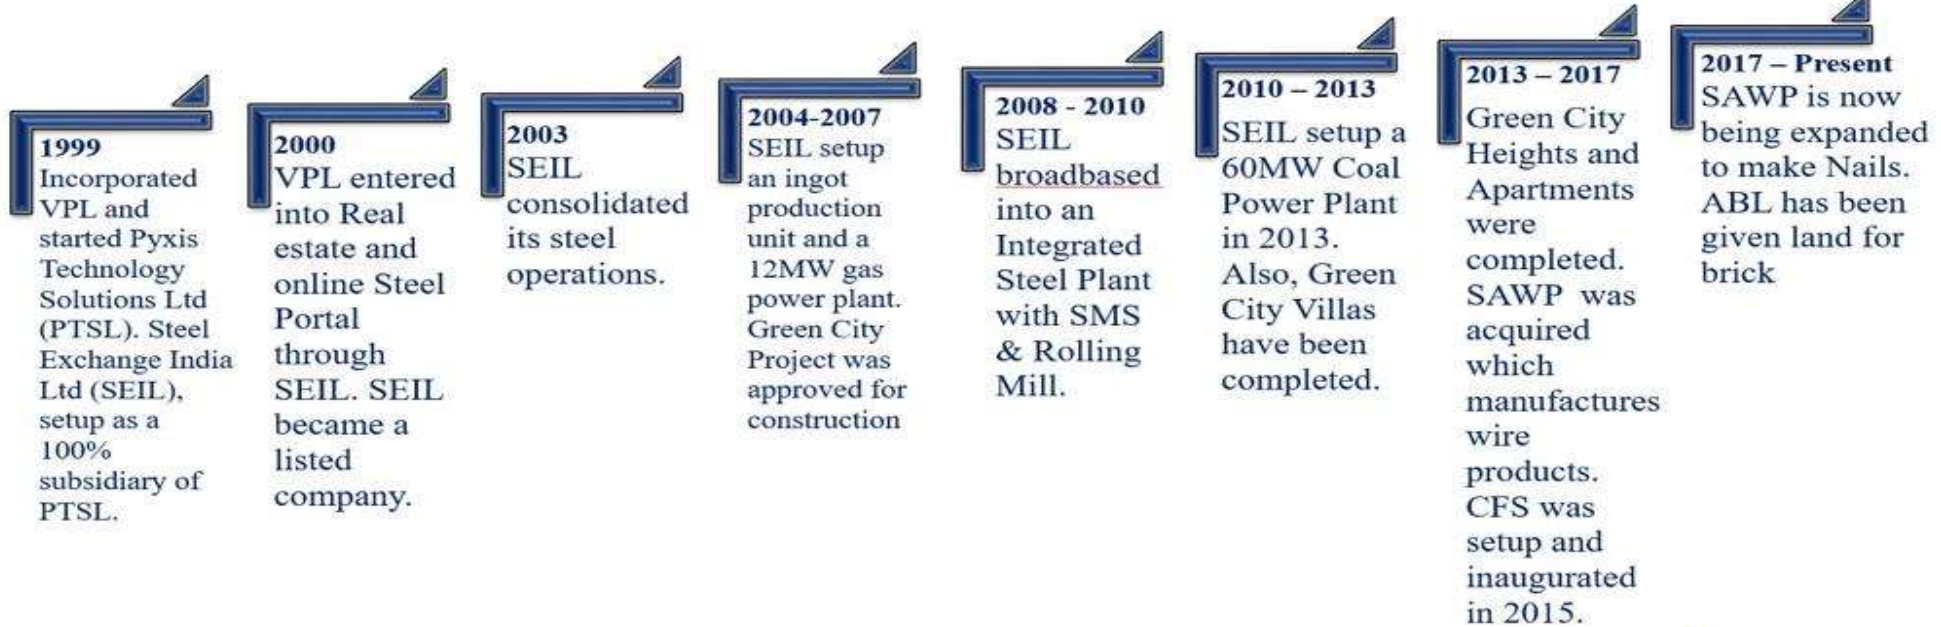 1999
Incorporated
VPL and
started Pyxis
Technology
Solutions Ltd
(PTSL). Steel
Exchange India
Ltd (SEIL),
setup as a
100%
subsidiary of
PTSL.
2000
VPL entered
into Real
estate and
online Steel
Portal
through
SEIL. SEIL
became a
listed
company.
2003
SEIL
consolidated
its steel
operations.
2004-2007
SEIL setup
an ingot
production
unit and a
12MW gas
power plant.
Green City
Project was
approved for
construction
2008 - 2010
SEIL
broadbased
into an
Integrated
Steel Plant
with SMS
& Rolling
Mill.
2010 – 2013
SEIL setup a
60MW Coal
Power Plant
in 2013.
Also, Green
City Villas
have been
completed.
2013 – 2017
Green City
Heights and
Apartments
were
completed.
SAWP was
acquired
which
manufactures
wire
products.
CFS was
setup and
inaugurated
in 2015.
2017 – Present
SAWP is now
being expanded
to make Nails.
ABL has been
given land for
brick